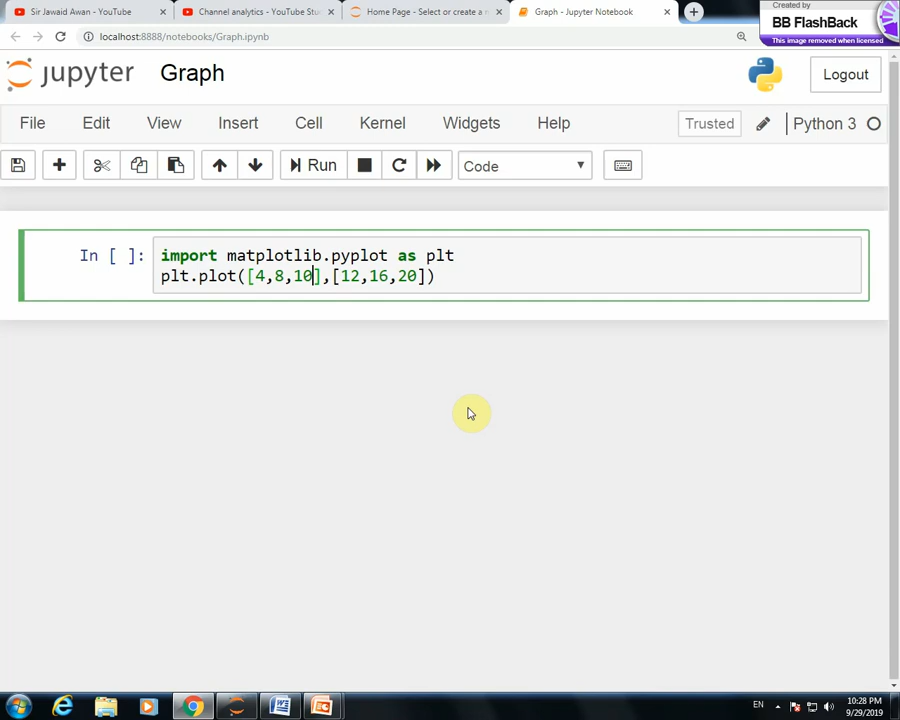 Sir Jawaid Awan - YouTube
Channel analytics - YouTube Stu
Home Page - Select or create a n
Graph - Jupyter Notebook
Created by
BB FlashBack
This image removed when licensed
localhost:8888/notebooks/Graph.ipynb
jupyter Graph
Logout
File Edit View Insert Cell Kernel Widgets Help
Trusted
Python 3
Run
Code
In [ ]: import matplotlib.pyplot as plt
plt.plot([4,8,10],[12,16,20])
EN
10:28 PM
9/29/2019